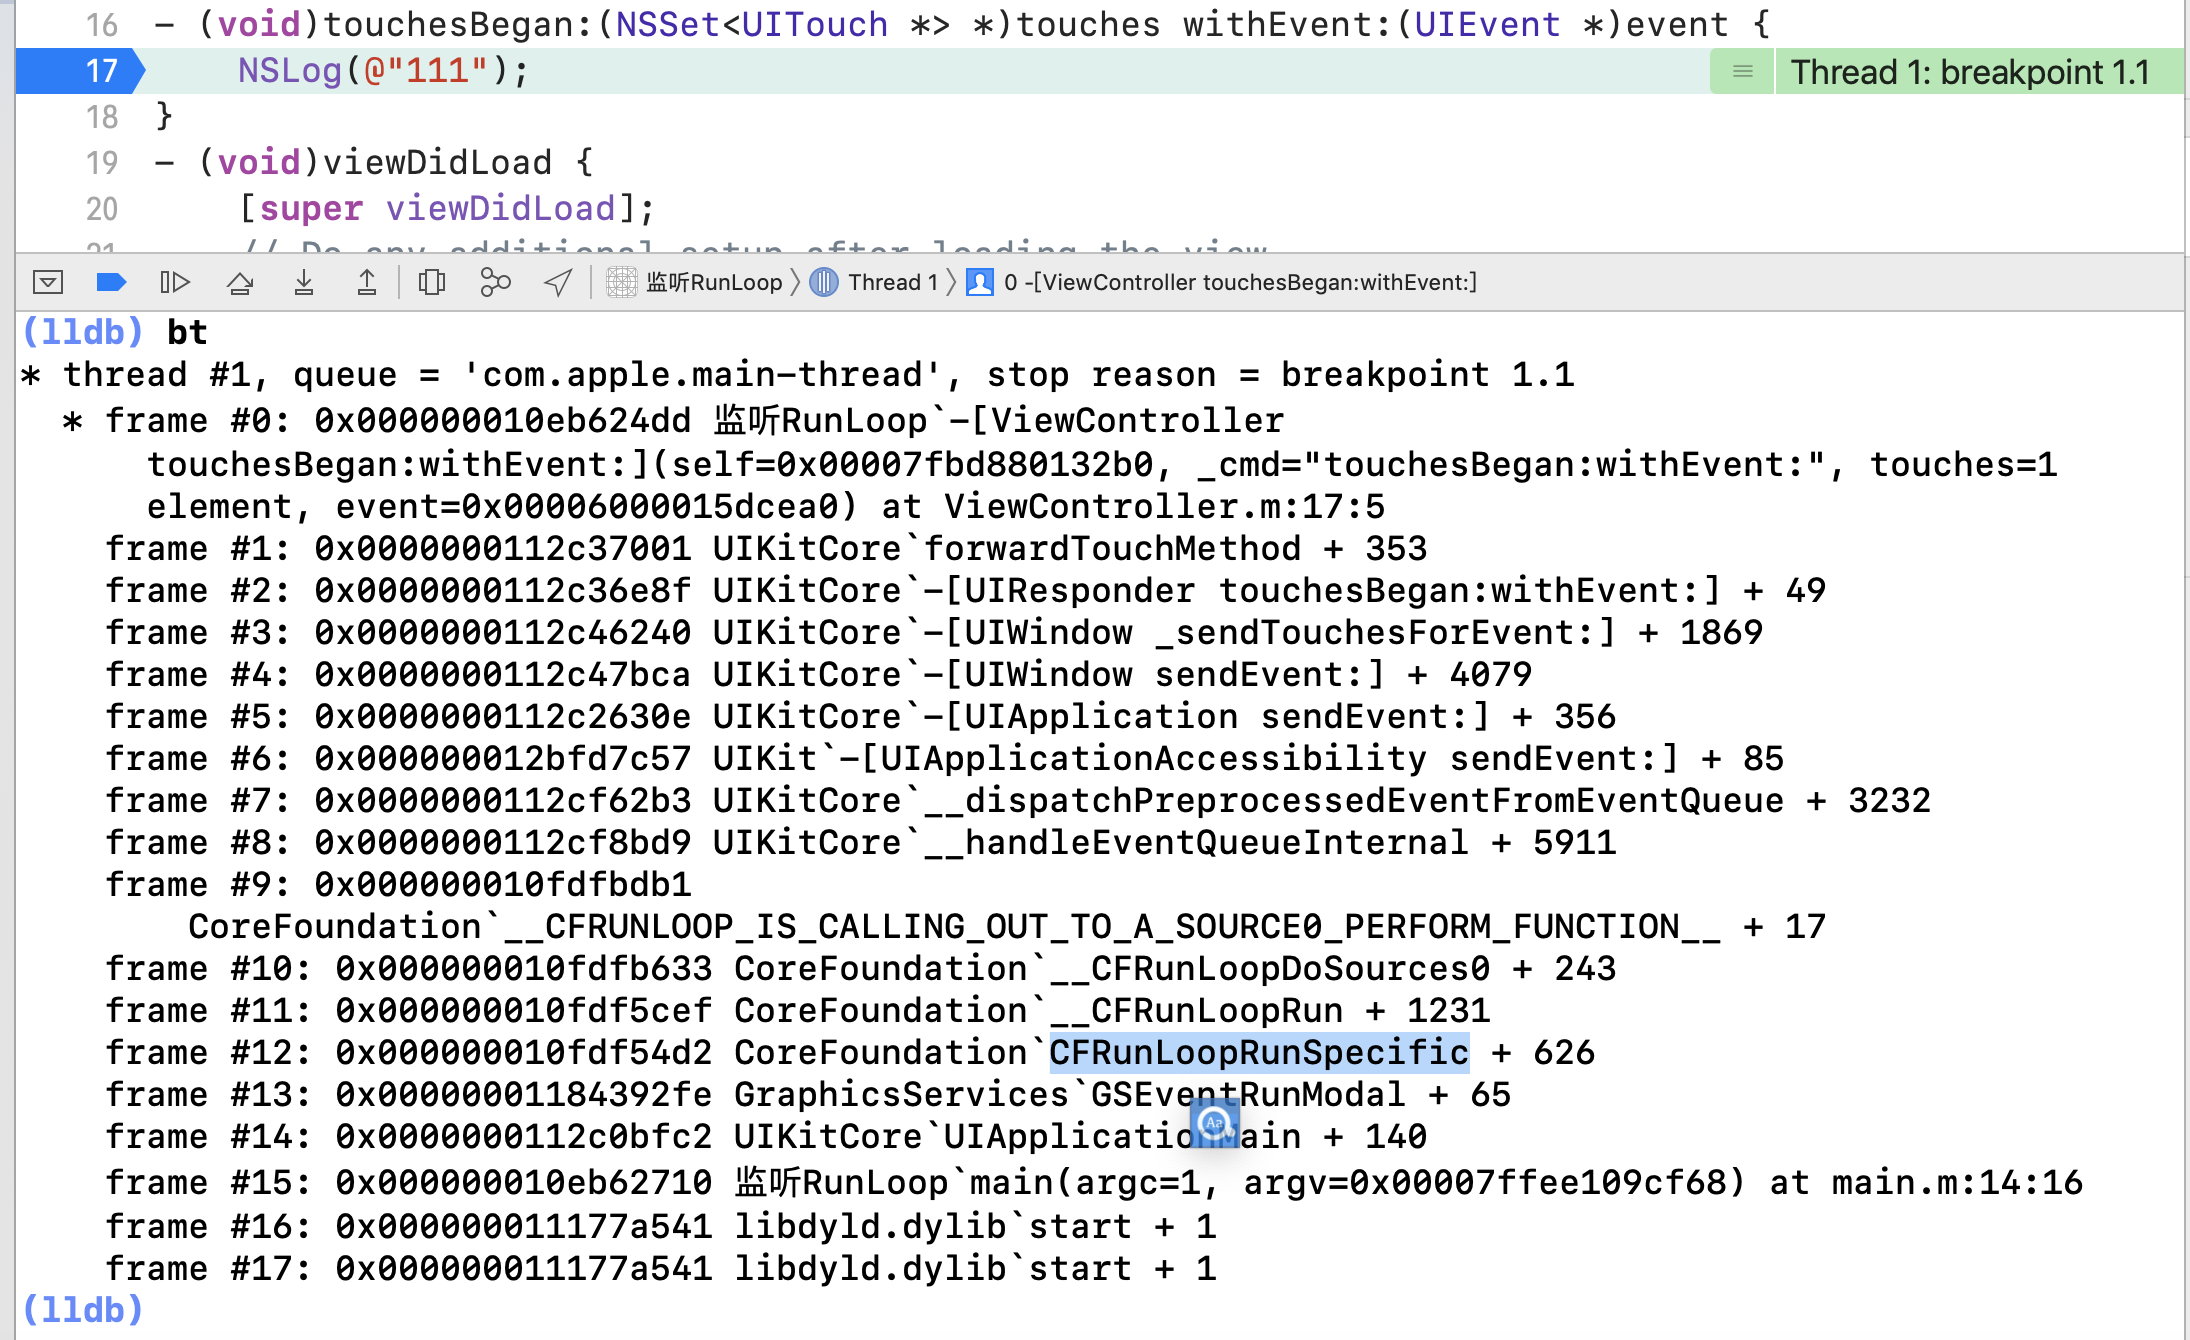 16 - (void)touchesBegan:(NSSet<UITouch *> *)touches withEvent:(UIEvent *)event {
17 NSLog(@"111");
Thread 1: breakpoint 1.1
18 }
19 - (void)viewDidLoad {
20 [super viewDidLoad];
21 // Do any additional setup after loading the view
监听RunLoop 〉 Thread 1 〉 0 -[ViewController touchesBegan:withEvent:]
(lldb) bt
* thread #1, queue = 'com.apple.main-thread', stop reason = breakpoint 1.1
* frame #0: 0x000000010eb624dd 监听RunLoop`-[ViewController
touchesBegan:withEvent:](self=0x00007fbd880132b0, _cmd="touchesBegan:withEvent:", touches=1
element, event=0x00006000015dcea0) at ViewController.m:17:5
frame #1: 0x0000000112c37001 UIKitCore`forwardTouchMethod + 353
frame #2: 0x0000000112c36e8f UIKitCore`-[UIResponder touchesBegan:withEvent:] + 49
frame #3: 0x0000000112c46240 UIKitCore`-[UIWindow _sendTouchesForEvent:] + 1869
frame #4: 0x0000000112c47bca UIKitCore`-[UIWindow sendEvent:] + 4079
frame #5: 0x0000000112c2630e UIKitCore`-[UIApplication sendEvent:] + 356
frame #6: 0x000000012bfd7c57 UIKit`-[UIApplicationAccessibility sendEvent:] + 85
frame #7: 0x0000000112cf62b3 UIKitCore`__dispatchPreprocessedEventFromEventQueue + 3232
frame #8: 0x0000000112cf8bd9 UIKitCore`__handleEventQueueInternal + 5911
frame #9: 0x000000010fdfbdb1
CoreFoundation`__CFRUNLOOP_IS_CALLING_OUT_TO_A_SOURCE0_PERFORM_FUNCTION__ + 17
frame #10: 0x000000010fdfb633 CoreFoundation`__CFRunLoopDoSources0 + 243
frame #11: 0x000000010fdf5cef CoreFoundation`__CFRunLoopRun + 1231
frame #12: 0x000000010fdf54d2 CoreFoundation`CFRunLoopRunSpecific + 626
frame #13: 0x00000001184392fe GraphicsServices`GSEventRunModal + 65
frame #14: 0x0000000112c0bfc2 UIKitCore`UIApplicationMain + 140
frame #15: 0x000000010eb62710 监听RunLoop`main(argc=1, argv=0x00007ffee109cf68) at main.m:14:16
frame #16: 0x000000011177a541 libdyld.dylib`start + 1
frame #17: 0x000000011177a541 libdyld.dylib`start + 1
(lldb)